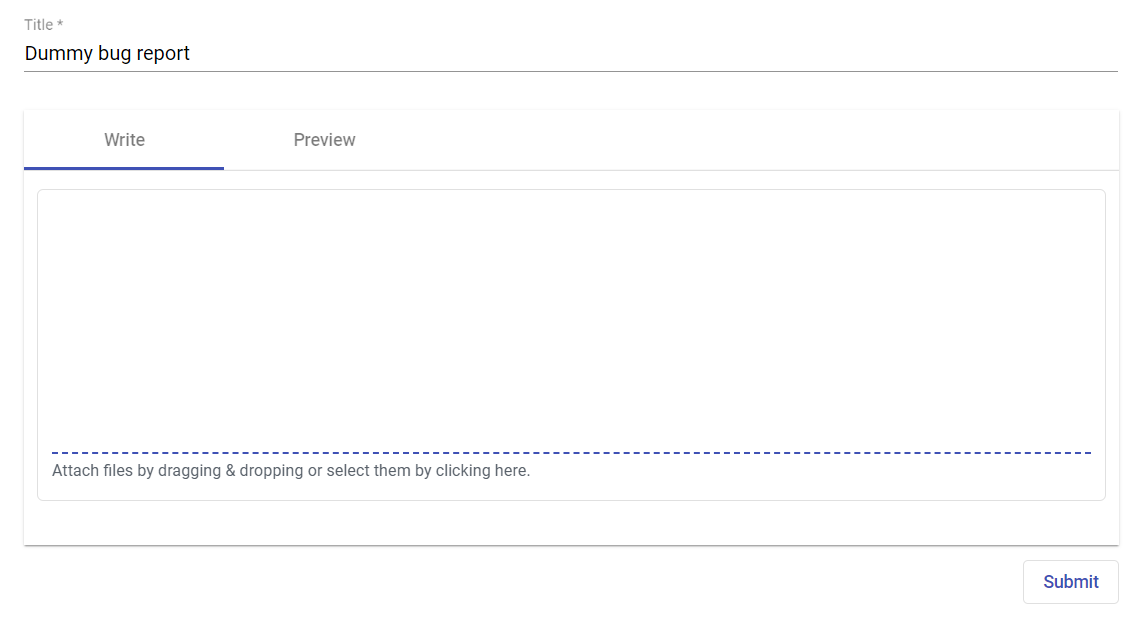 Title *
Dummy bug report
Write Preview
Attach files by dragging & dropping or select them by clicking here.
Submit